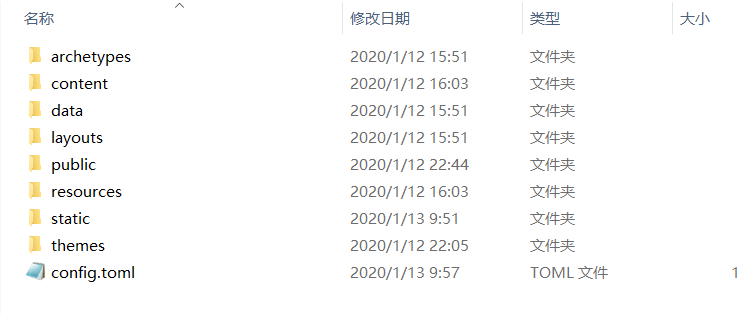 名称 修改日期 类型 大小
archetypes 2020/1/12 15:51 文件夹
content 2020/1/12 16:03 文件夹
data 2020/1/12 15:51 文件夹
layouts 2020/1/12 15:51 文件夹
public 2020/1/12 22:44 文件夹
resources 2020/1/12 16:03 文件夹
static 2020/1/13 9:51 文件夹
themes 2020/1/12 22:05 文件夹
config.toml 2020/1/13 9:57 TOML 文件 1